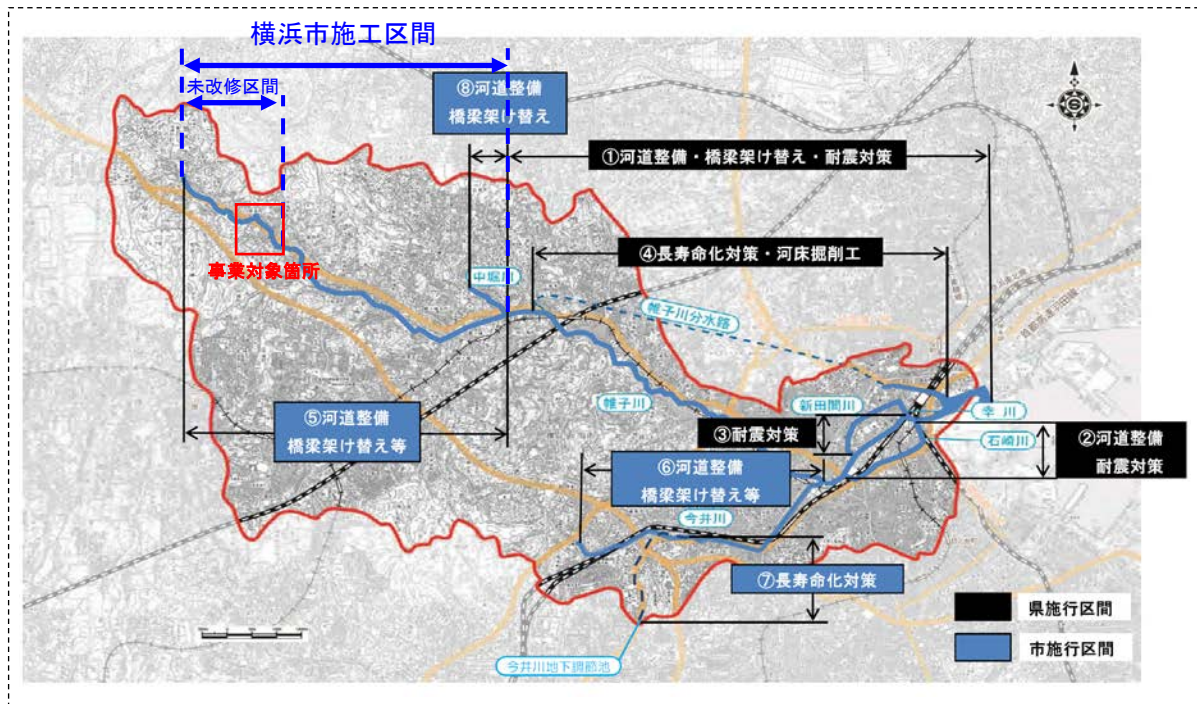 横浜市施工区間
未改修区間
⑧河道整備
橋梁架け替え
①河道整備・橋梁架け替え・耐震対策
④長寿命化対策・河床掘削工
事業対象箇所
中堀川
帷子川分水路
⑤河道整備
橋梁架け替え等
帷子川
新田間川
幸川
③耐震対策
石崎川
②河道整備
耐震対策
⑥河道整備
橋梁架け替え等
今井川
⑦長寿命化対策
県施行区間
市施行区間
今井川地下調節池